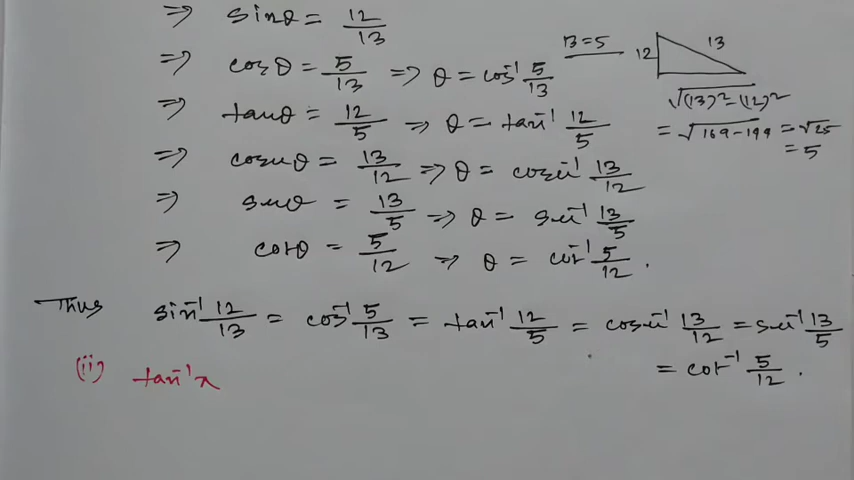 ⇒ sinθ = 12/13
⇒ cosθ = 5/13 ⇒ θ = cos⁻¹ 5/13
13=5
12 13
⇒ tanθ = 12/5 ⇒ θ = tan⁻¹ 12/5
√(13)²-(12)²
= √169-144 = √25
= 5
⇒ cosecθ = 13/12 ⇒ θ = cosec⁻¹ 13/12
⇒ secθ = 13/5 ⇒ θ = sec⁻¹ 13/5
⇒ cotθ = 5/12 ⇒ θ = cot⁻¹ 5/12 .
Thus sin⁻¹ 12/13 = cos⁻¹ 5/13 = tan⁻¹ 12/5 = cosec⁻¹ 13/12 = sec⁻¹ 13/5
= cot⁻¹ 5/12 .
(ii) tan⁻¹x